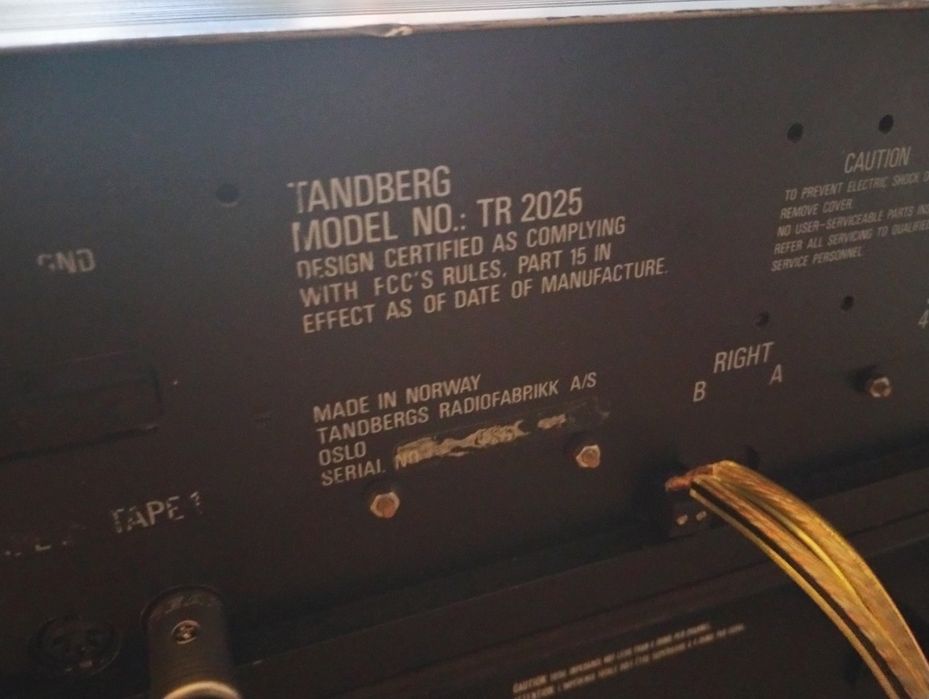 GND
TANDBERG
MODEL NO.: TR 2025
DESIGN CERTIFIED AS COMPLYING
WITH FCC'S RULES, PART 15 IN
EFFECT AS OF DATE OF MANUFACTURE.
MADE IN NORWAY
TANDBERGS RADIOFABRIKK A/S
OSLO
SERIAL NO
CAUTION
TO PREVENT ELECTRIC SHOCK
REMOVE COVER.
NO USER-SERVICEABLE PARTS
REFER ALL SERVICING TO QUALIFIED
SERVICE PERSONNEL.
RIGHT
B A
TAPE 1